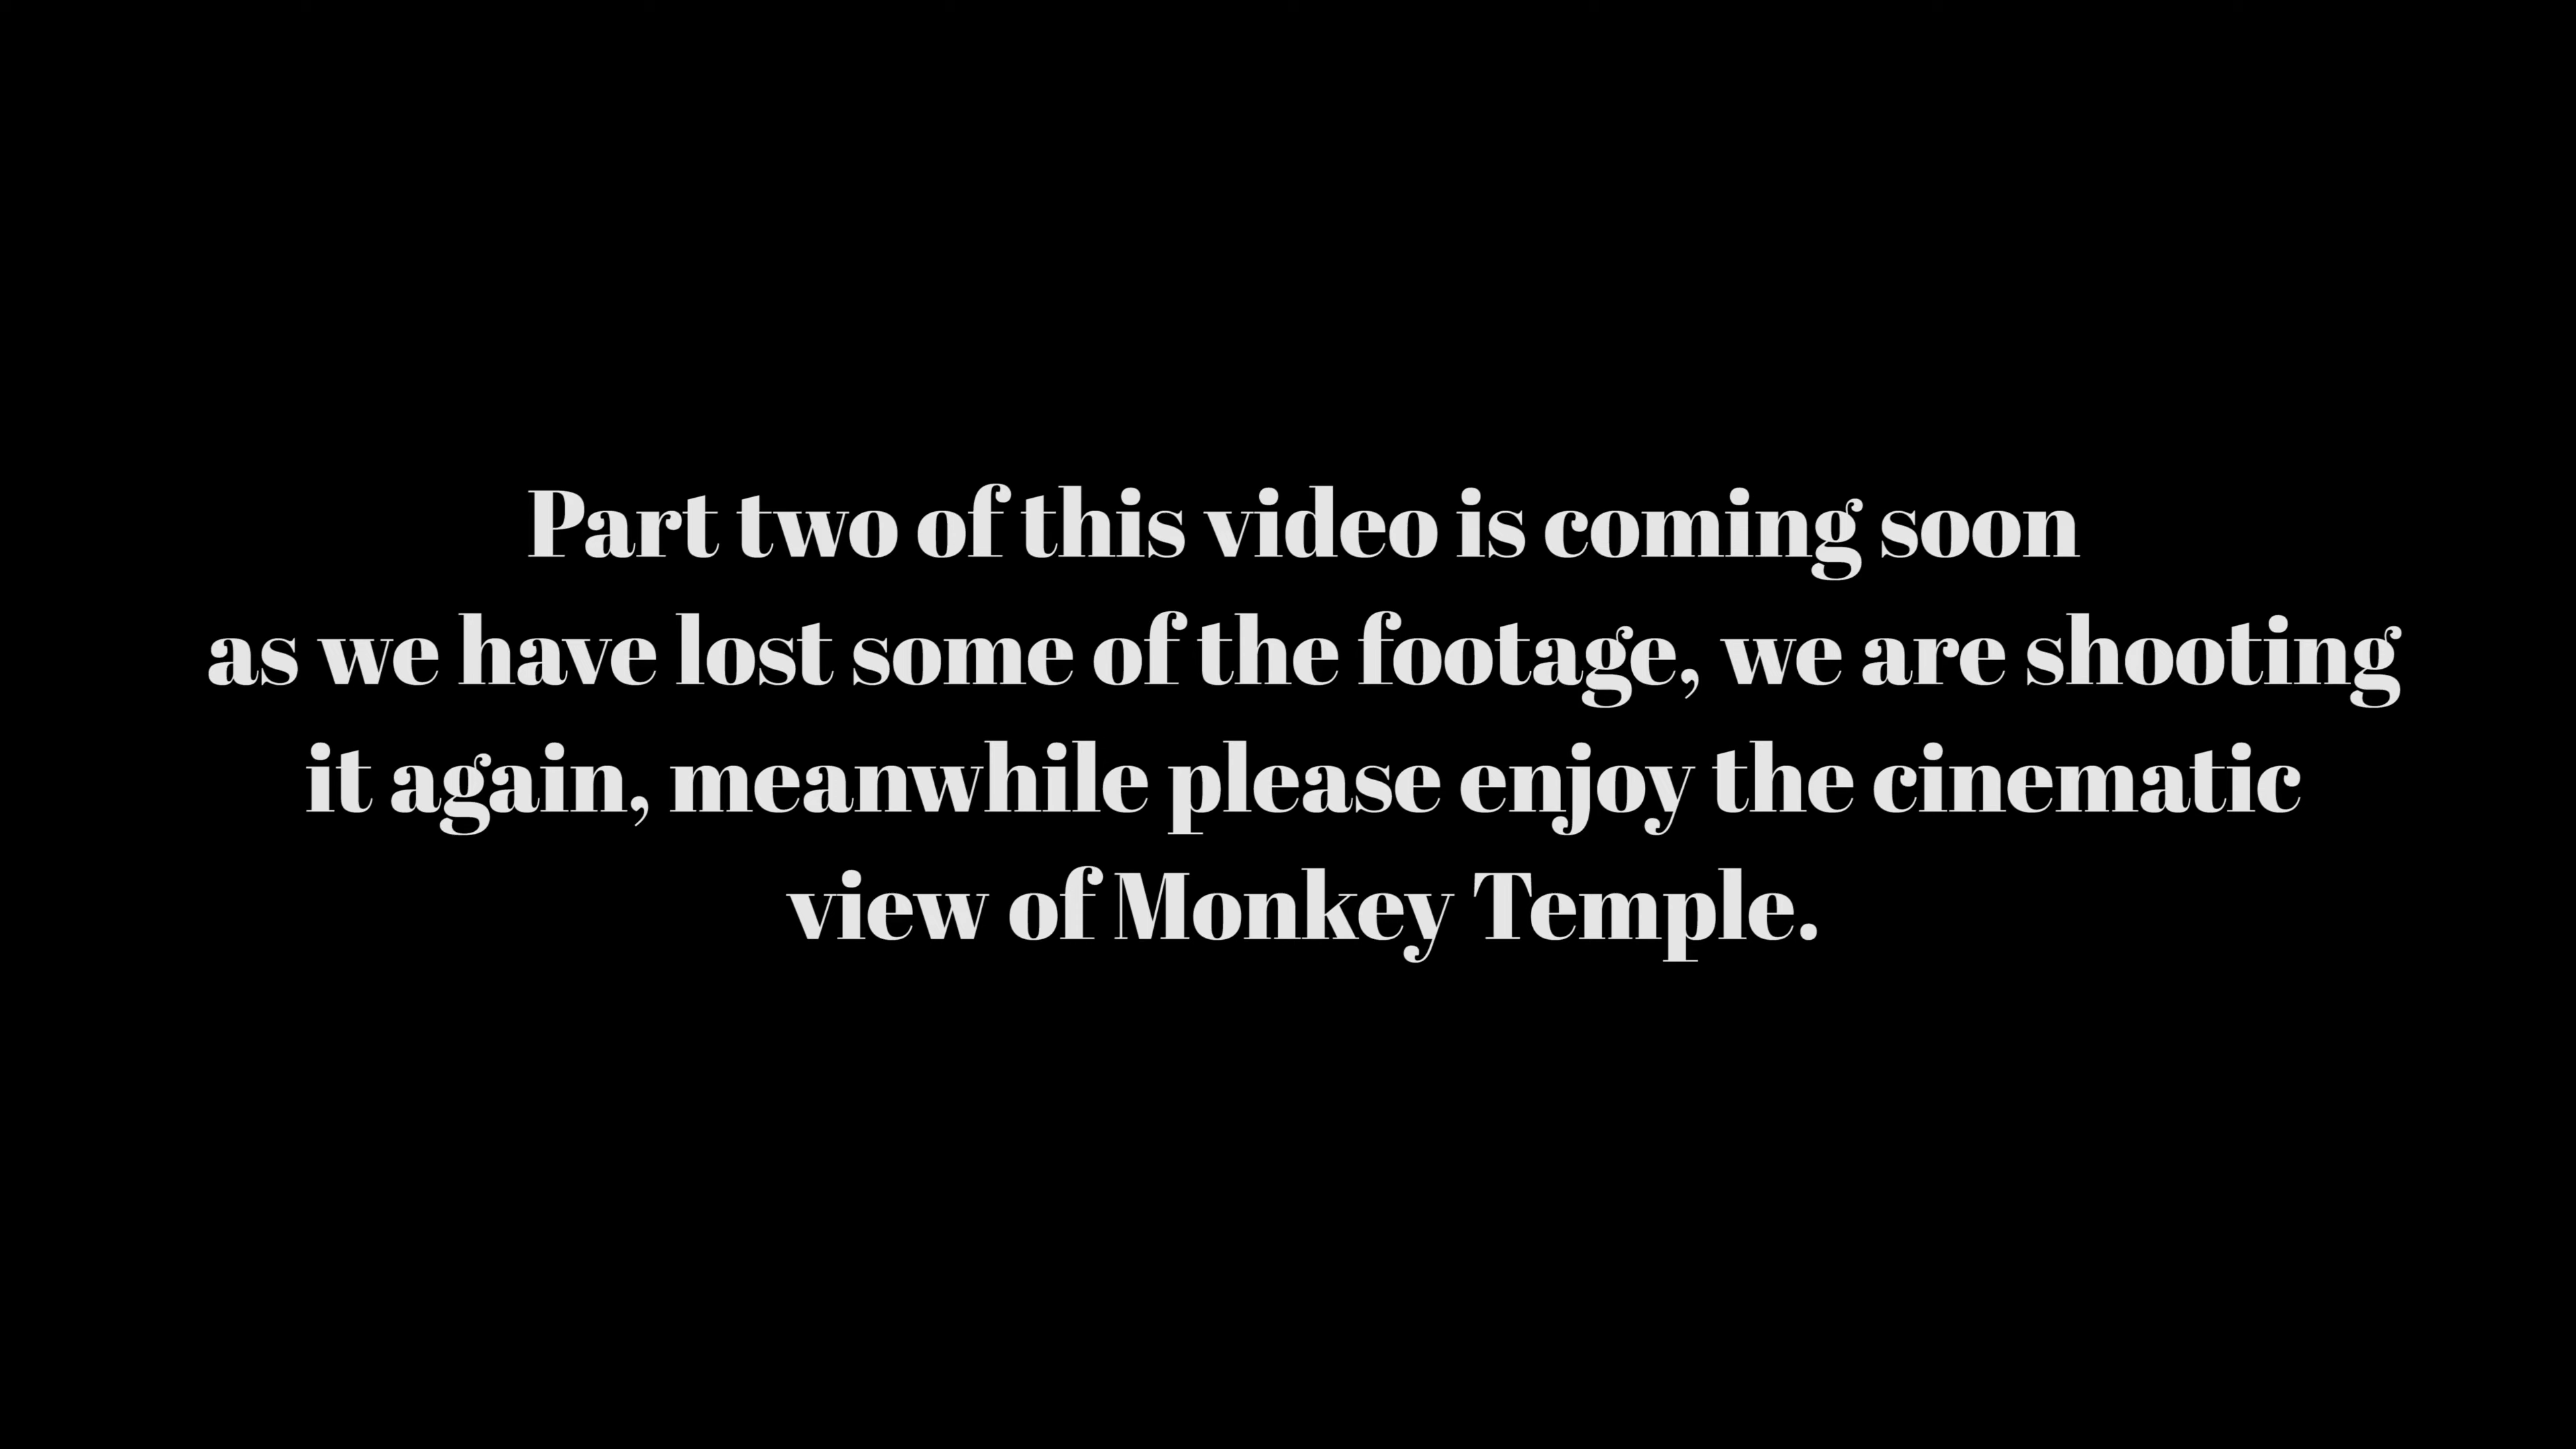 Part two of this video is coming soon
as we have lost some of the footage, we are shooting
it again, meanwhile please enjoy the cinematic
view of Monkey Temple.